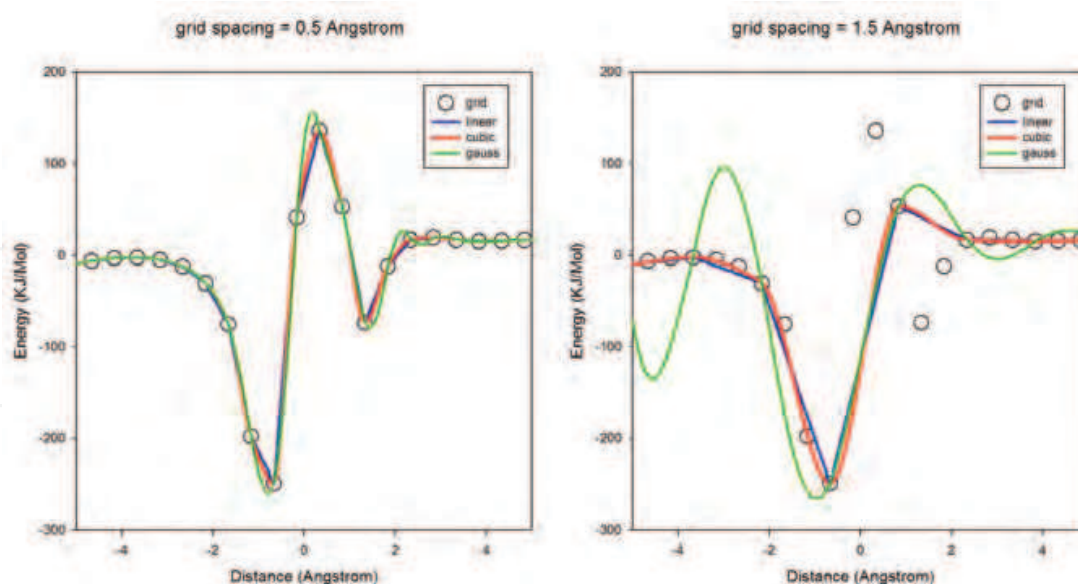 grid spacing = 0.5 Angstrom
200
100
0
-100
-200
-300
Energy (KJ/Mol)
grid
linear
cubic
gauss
-4
-2
0
2
4
Distance (Angstrom)
grid spacing = 1.5 Angstrom
200
100
0
-100
-200
-300
Energy (KJ/Mol)
grid
linear
cubic
gauss
-4
-2
0
2
4
Distance (Angstrom)